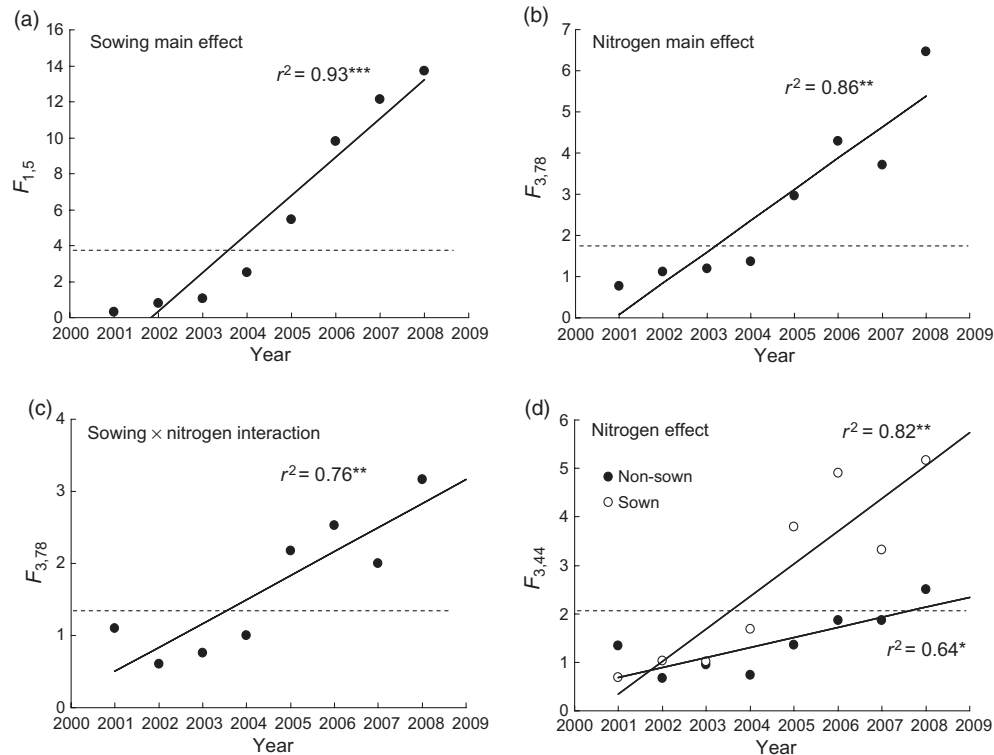 (a)
Sowing main effect
r² = 0.93***
F1,5
16
14
12
10
8
6
4
2
0
2000 2001 2002 2003 2004 2005 2006 2007 2008 2009
Year
(b)
Nitrogen main effect
r² = 0.86**
F3,78
7
6
5
4
3
2
1
0
2000 2001 2002 2003 2004 2005 2006 2007 2008 2009
Year
(c)
Sowing × nitrogen interaction
r² = 0.76**
F3,78
4
3
2
1
0
2000 2001 2002 2003 2004 2005 2006 2007 2008 2009
Year
(d)
Nitrogen effect
r² = 0.82**
Non-sown
Sown
r² = 0.64*
F3,44
6
5
4
3
2
1
0
2000 2001 2002 2003 2004 2005 2006 2007 2008 2009
Year